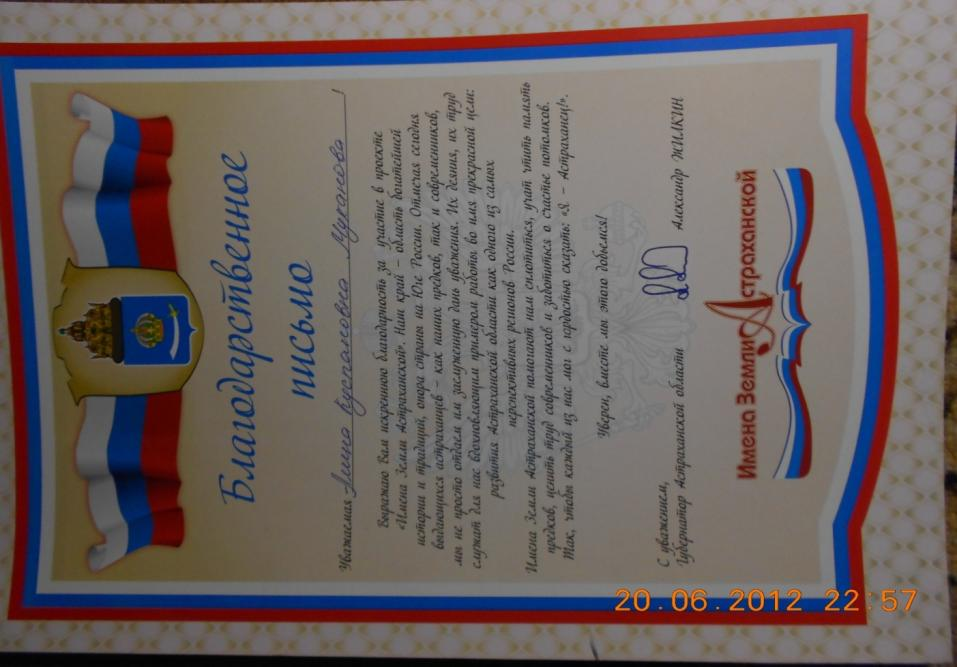 Благодарственное
письмо
Уважаемая Алина Муканова!
Выражаю Вам искреннюю благодарность за участие в проекте
«Имена Земли Астраханской». Наш край – область богатейшей
истории и традиций, опора страны на Юге России. Отмечая сегодня
выдающихся астраханцев – как наших предков, так и современников,
мы не просто отдаем им заслуженную дань уважения. Их деяния, их труд
служат для нас вдохновляющим примером работы во имя прекрасной цели:
развития Астраханской области как одного из самых
перспективных регионов России.
Имена Земли Астраханской помогают нам сплотиться, учат чтить память
предков, ценить труд современников и заботиться о счастье потомков.
Так, чтобы каждый из нас мог с гордостью сказать: «Я – Астраханец!».
Уверен, вместе мы этого добьемся!
С уважением,
Губернатор Астраханской области Александр ЖИЛКИН
Имена Земли Астраханской
20.06.2012 22:57